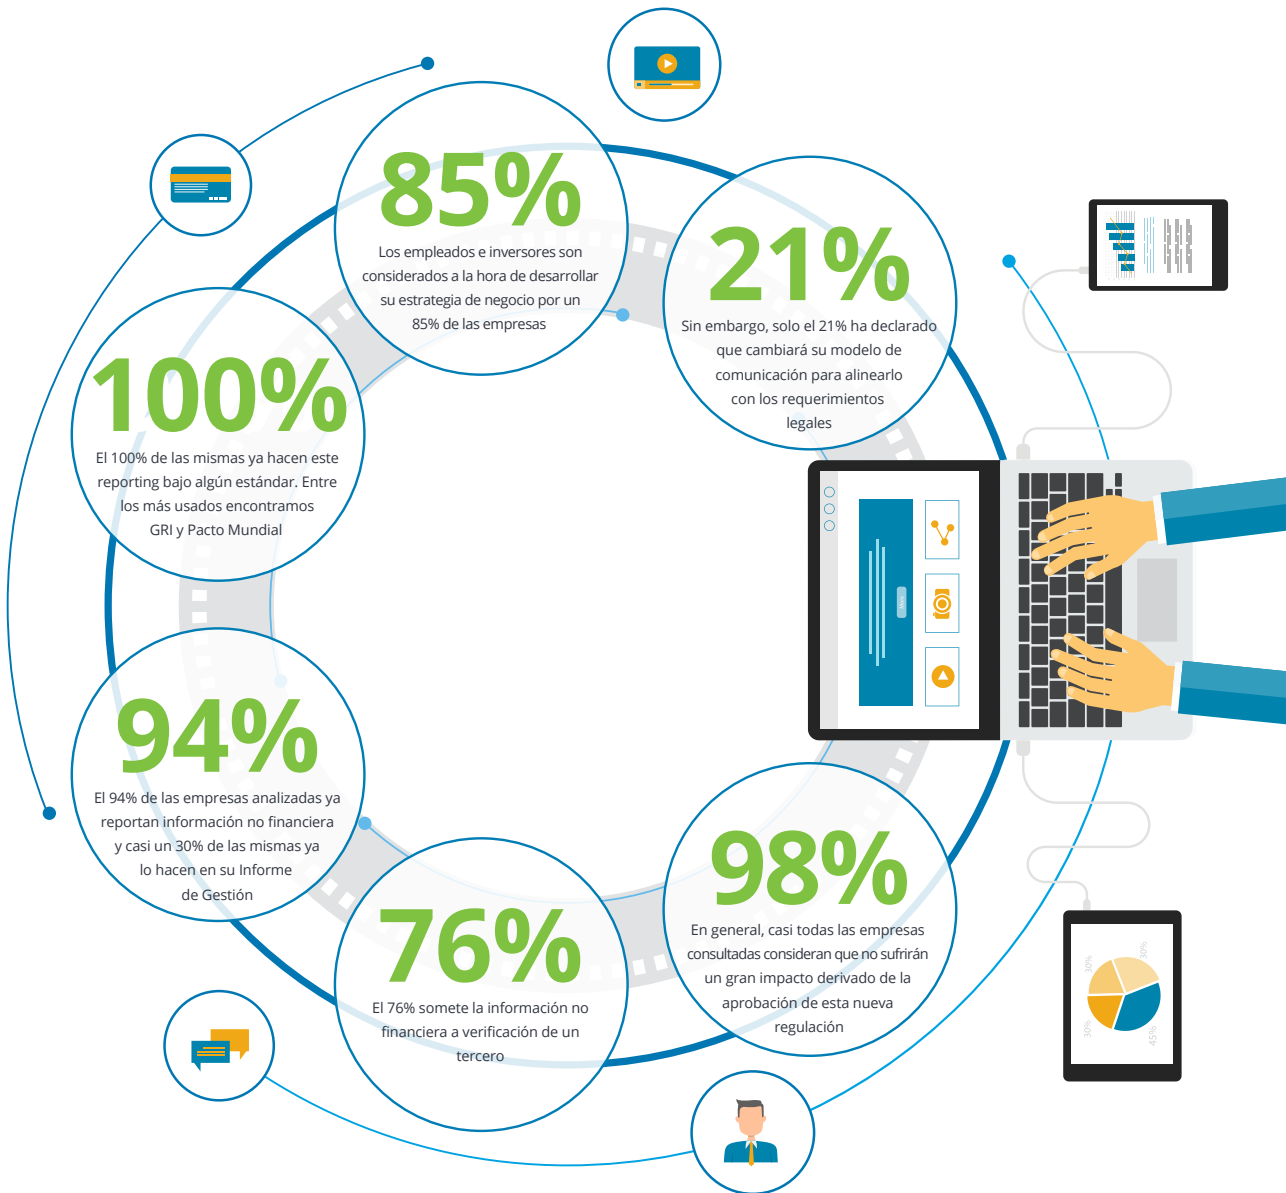 85%
Los empleados e inversores son
considerados a la hora de desarrollar
su estrategia de negocio por un
85% de las empresas
21%
Sin embargo, solo el 21% ha declarado
que cambiará su modelo de
comunicación para alinearlo
con los requerimientos
legales
100%
El 100% de las mismas ya hacen este
reporting bajo algún estándar. Entre
los más usados encontramos
GRI y Pacto Mundial
94%
El 94% de las empresas analizadas ya
reportan información no financiera
y casi un 30% de las mismas ya
lo hacen en su Informe
de Gestión
76%
El 76% somete la información no
financiera a verificación de un
tercero
98%
En general, casi todas las empresas
consultadas consideran que no sufrirán
un gran impacto derivado de la
aprobación de esta nueva
regulación
More
30%
30%
30%
45%